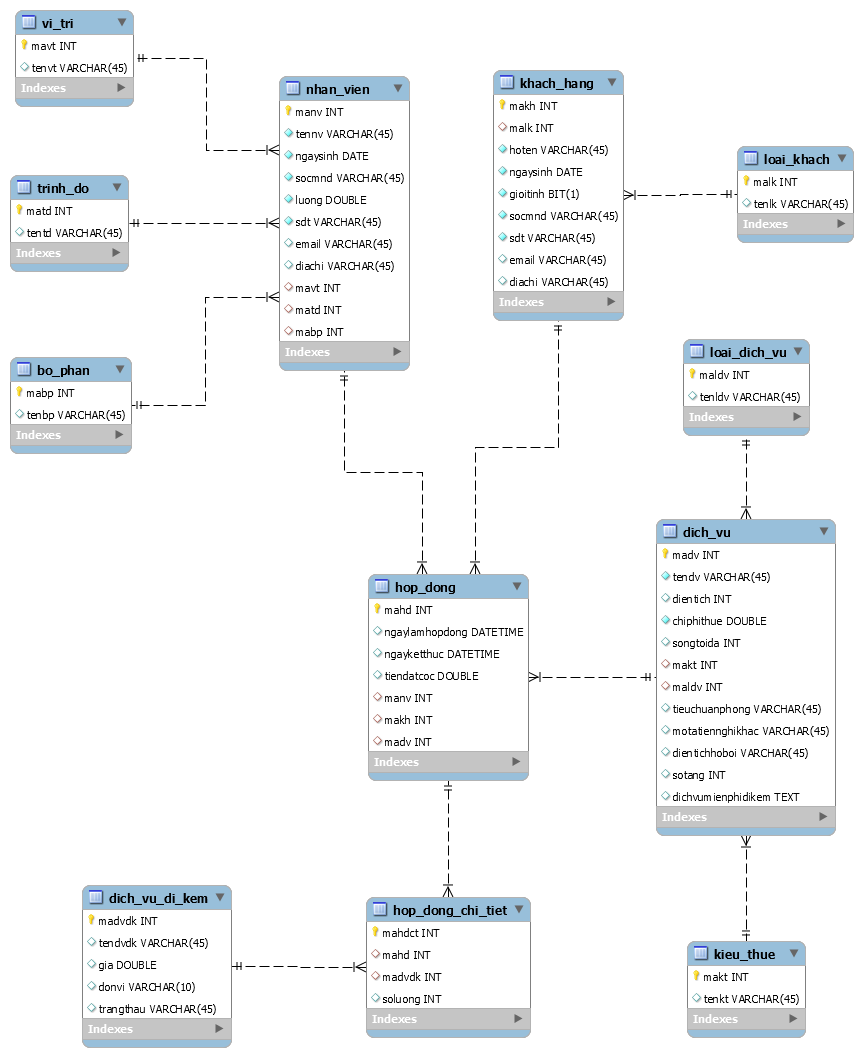 vi_tri
mavt INT
tenvt VARCHAR(45)
Indexes
trinh_do
matd INT
tentd VARCHAR(45)
Indexes
bo_phan
mabp INT
tenbp VARCHAR(45)
Indexes
nhan_vien
manv INT
tennv VARCHAR(45)
ngaysinh DATE
socmnd VARCHAR(45)
luong DOUBLE
sdt VARCHAR(45)
email VARCHAR(45)
diachi VARCHAR(45)
mavt INT
matd INT
mabp INT
Indexes
khach_hang
makh INT
malk INT
hoten VARCHAR(45)
ngaysinh DATE
gioitinh BIT(1)
socmnd VARCHAR(45)
sdt VARCHAR(45)
email VARCHAR(45)
diachi VARCHAR(45)
Indexes
loai_khach
malk INT
tenlk VARCHAR(45)
Indexes
loai_dich_vu
maldv INT
tenldv VARCHAR(45)
Indexes
dich_vu
madv INT
tendv VARCHAR(45)
dientich INT
chiphithue DOUBLE
songtoida INT
makt INT
maldv INT
tieuchuanphong VARCHAR(45)
motatiennghikhac VARCHAR(45)
dientichhoboi VARCHAR(45)
sotang INT
dichvumienphidikem TEXT
Indexes
hop_dong
mahd INT
ngaylamhopdong DATETIME
ngayketthuc DATETIME
tiendatcoc DOUBLE
manv INT
makh INT
madv INT
Indexes
dich_vu_di_kem
madvdk INT
tendvdk VARCHAR(45)
gia DOUBLE
donvi VARCHAR(10)
trangthau VARCHAR(45)
Indexes
hop_dong_chi_tiet
mahdct INT
mahd INT
madvdk INT
soluong INT
Indexes
kieu_thue
makt INT
tenkt VARCHAR(45)
Indexes